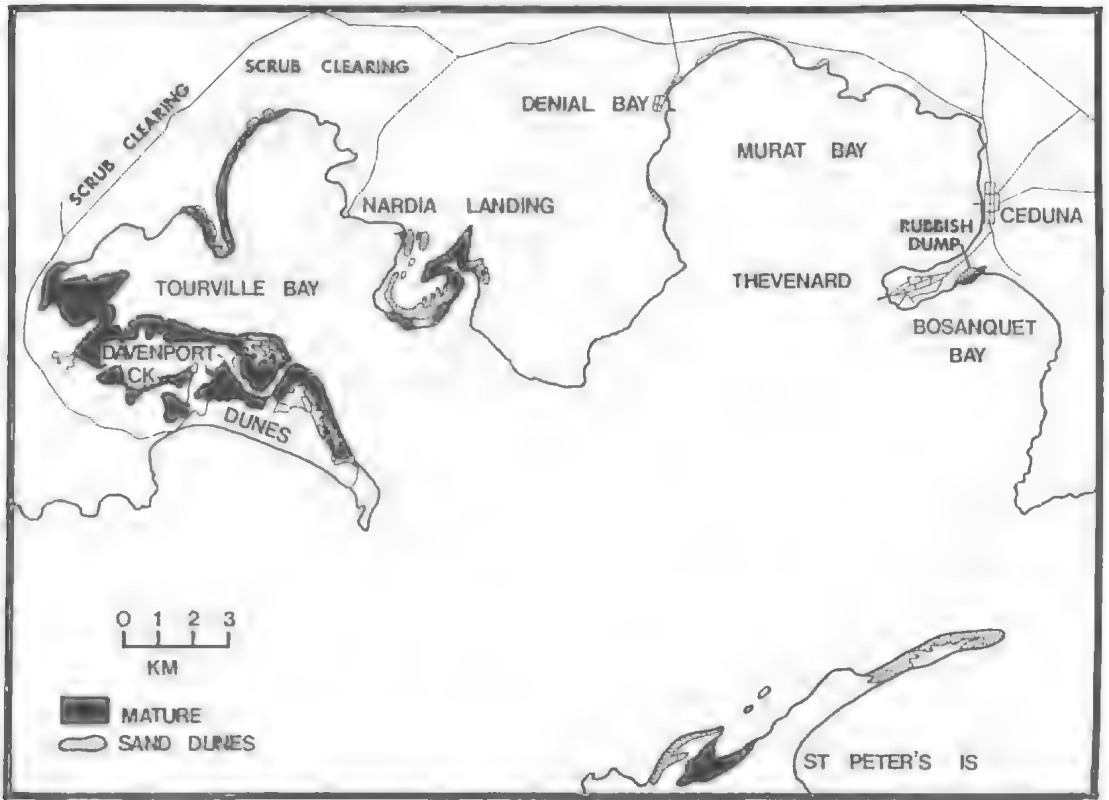 SCRUB CLEARING
SCRUB CLEARING
DENIAL BAY
MURAT BAY
NARDIA LANDING
CEDUNA
RUBBISH
DUMP
TOURVILLE BAY
THEVENARD
BOSANQUET
BAY
DAVENPORT
CK.
DUNES
0 1 2 3
KM
MATURE
SAND DUNES
ST PETER'S IS